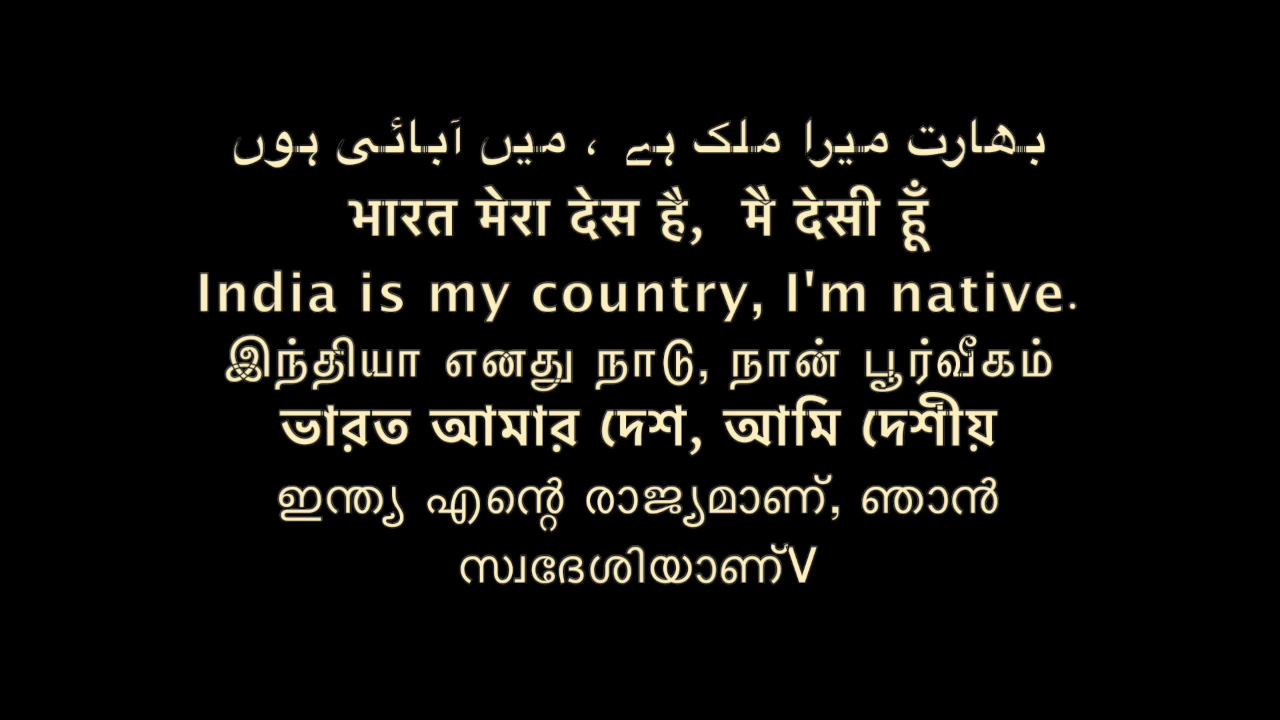 بھارت میرا ملک ہے ، میں آبائی ہوں
भारत मेरा देस है, मै देसी हूँ
India is my country, I'm native.
இந்தியா எனது நாடு, நான் பூர்வீகம்
ভারত আমার দেশ, আমি দেশীয়
ഇന്ത്യ എന്റെ രാജ്യമാണ്, ഞാൻ
സ്വദേശിയാണ്V